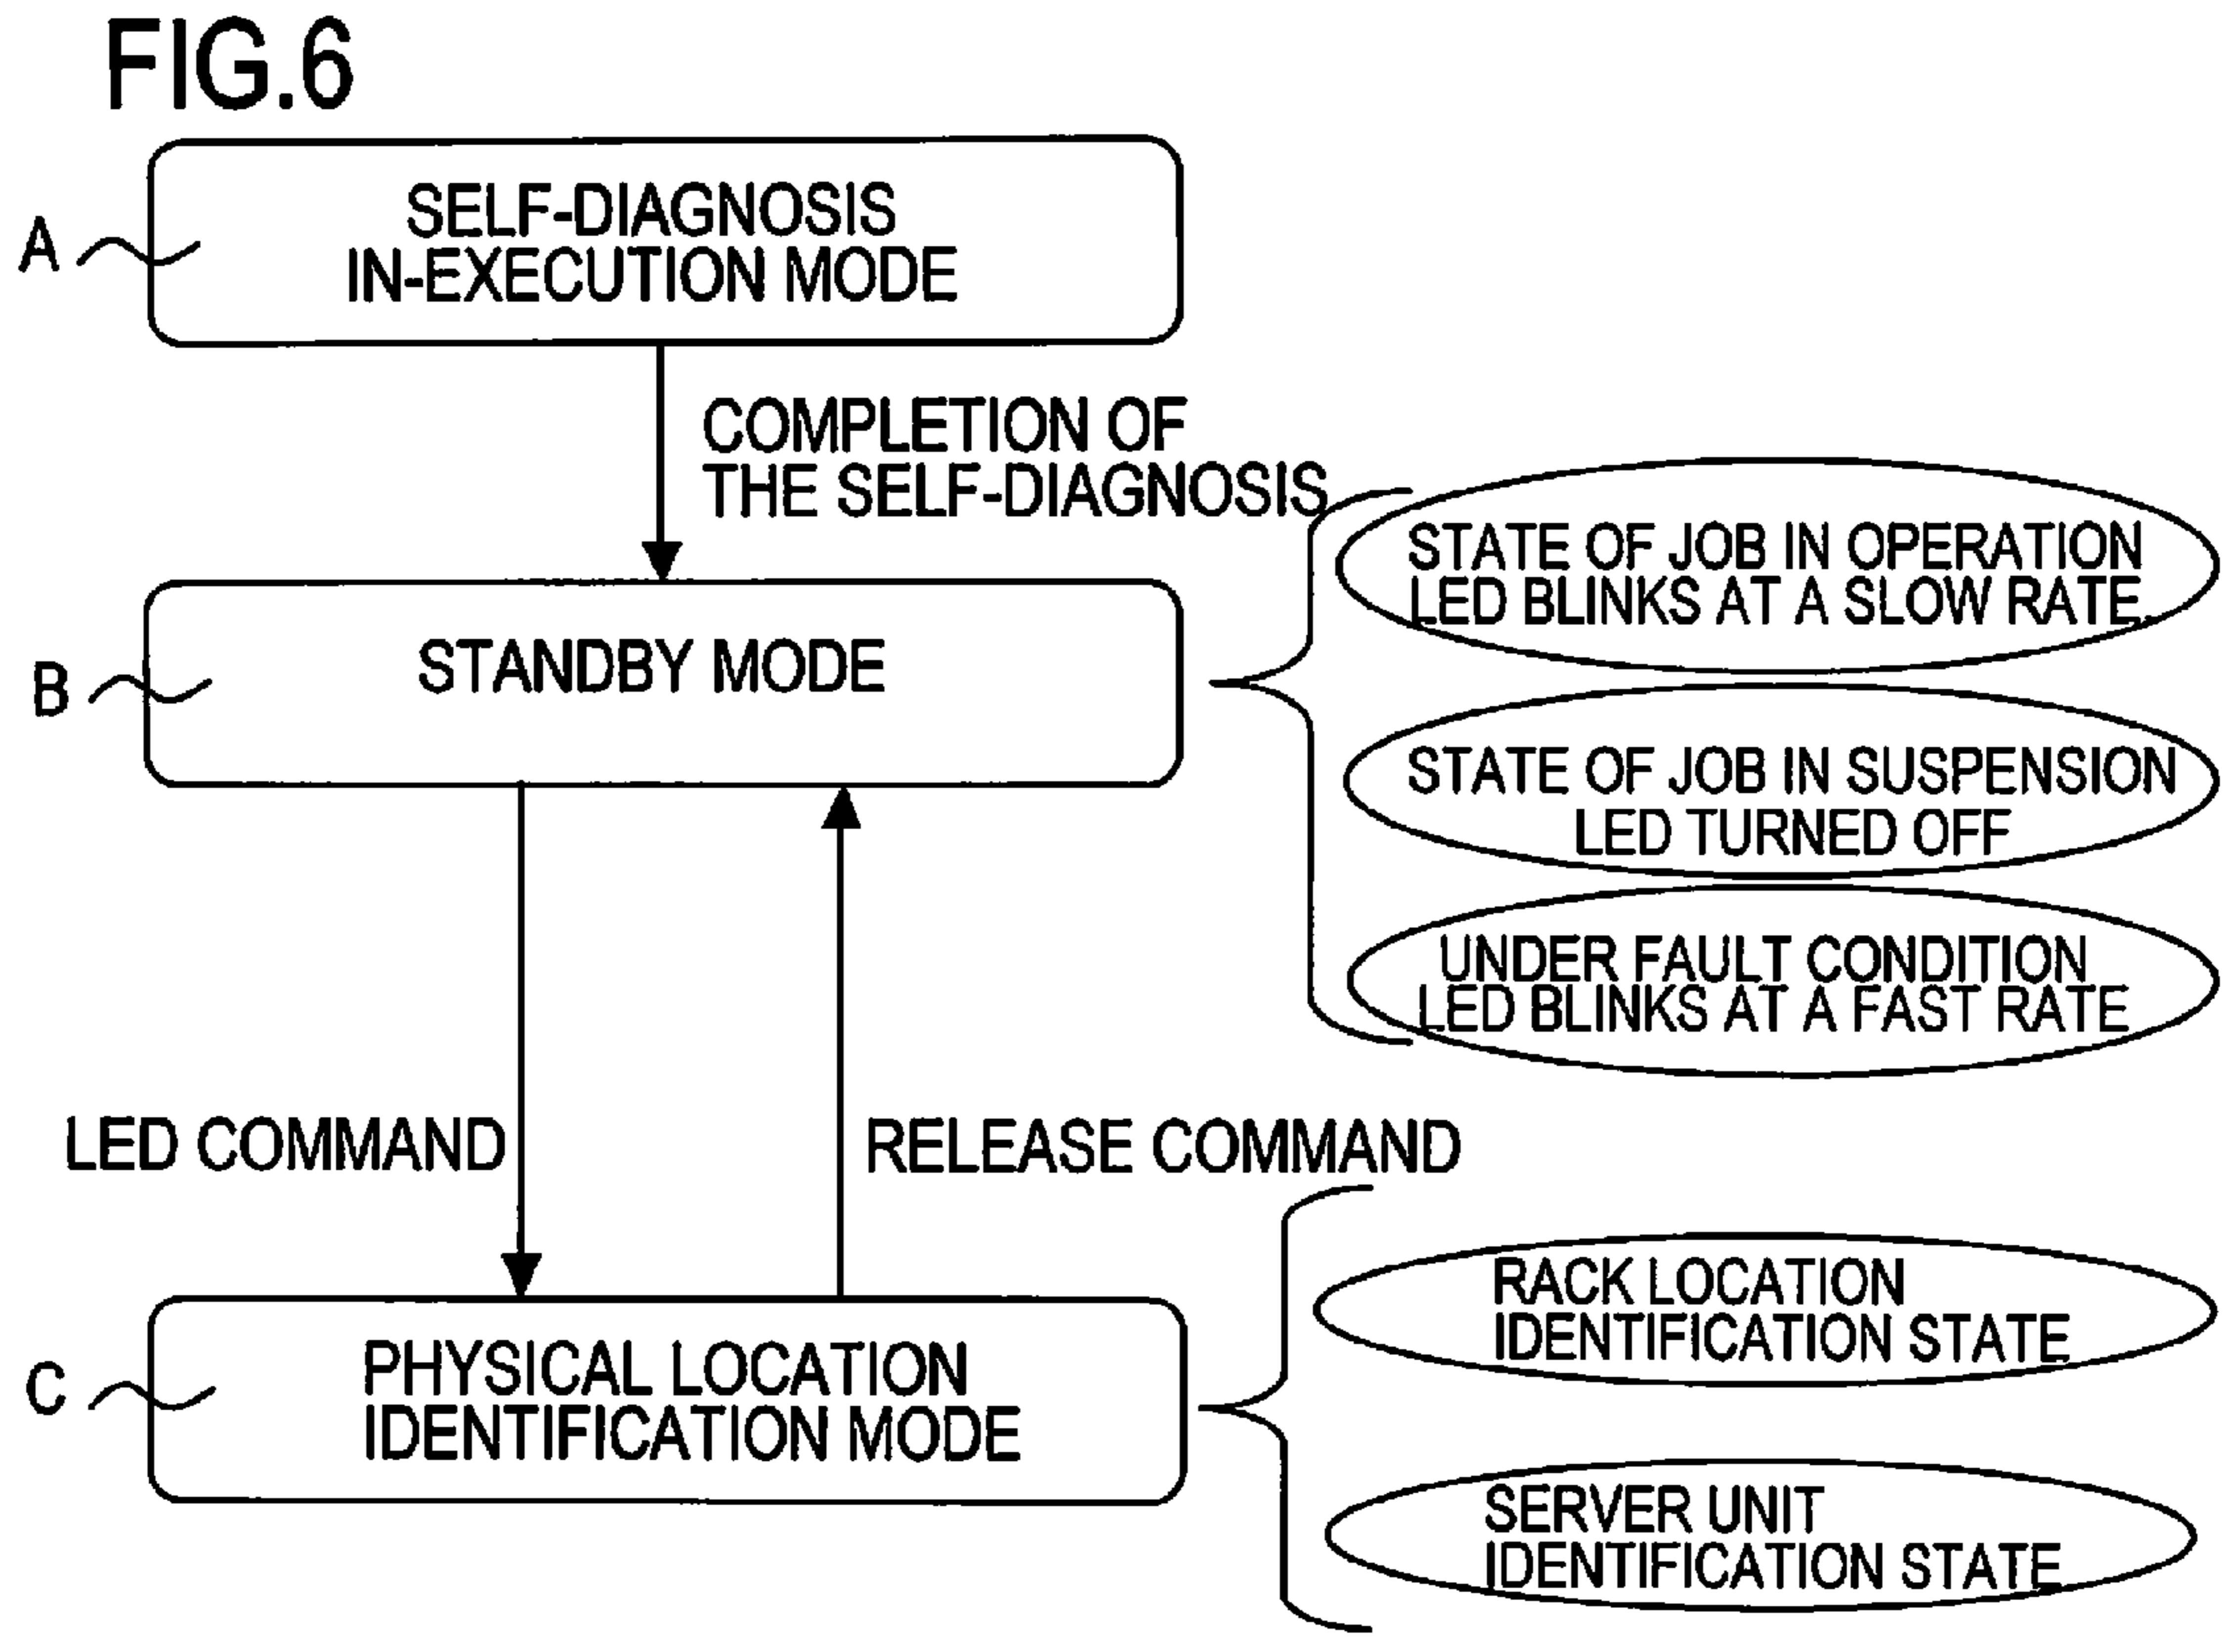 FIG.6
A
SELF-DIAGNOSIS
IN-EXECUTION MODE
COMPLETION OF
THE SELF-DIAGNOSIS
B
STANDBY MODE
STATE OF JOB IN OPERATION
LED BLINKS AT A SLOW RATE.
STATE OF JOB IN SUSPENSION
LED TURNED OFF
UNDER FAULT CONDITION
LED BLINKS AT A FAST RATE
LED COMMAND
RELEASE COMMAND
C
PHYSICAL LOCATION
IDENTIFICATION MODE
RACK LOCATION
IDENTIFICATION STATE
SERVER UNIT
IDENTIFICATION STATE